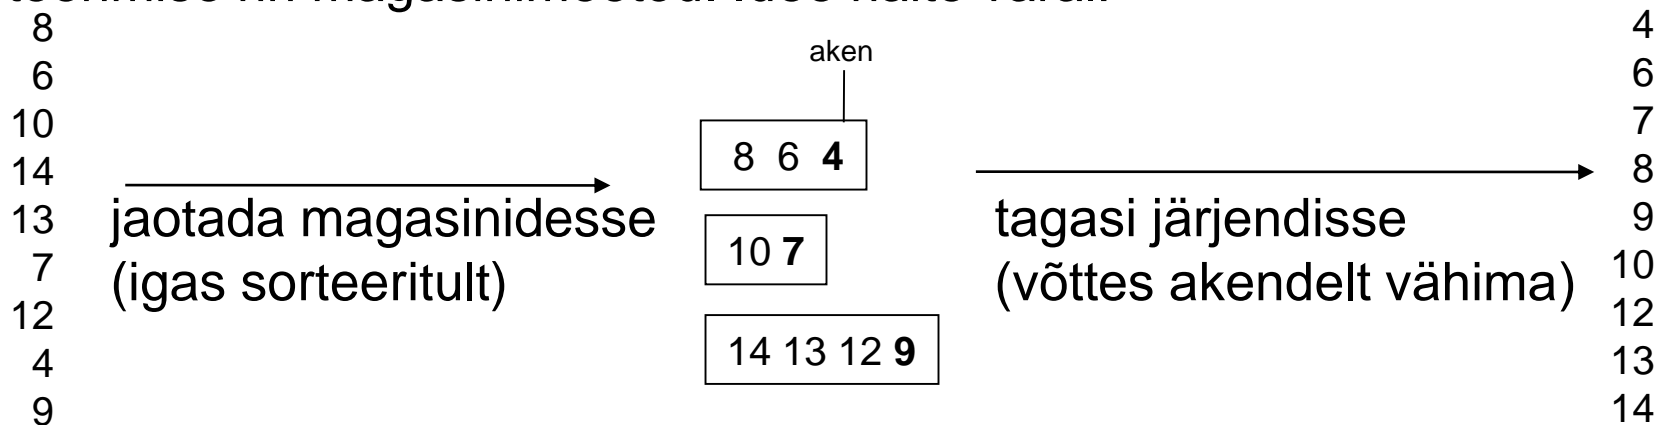 8
6
10
14
13
7
12
4
9
jaotada magasinidesse
(igas sorteeritult)
aken
8 6 4
10 7
14 13 12 9
tagasi järjendisse
(võttes akendelt vähima)
4
6
7
8
9
10
12
13
14